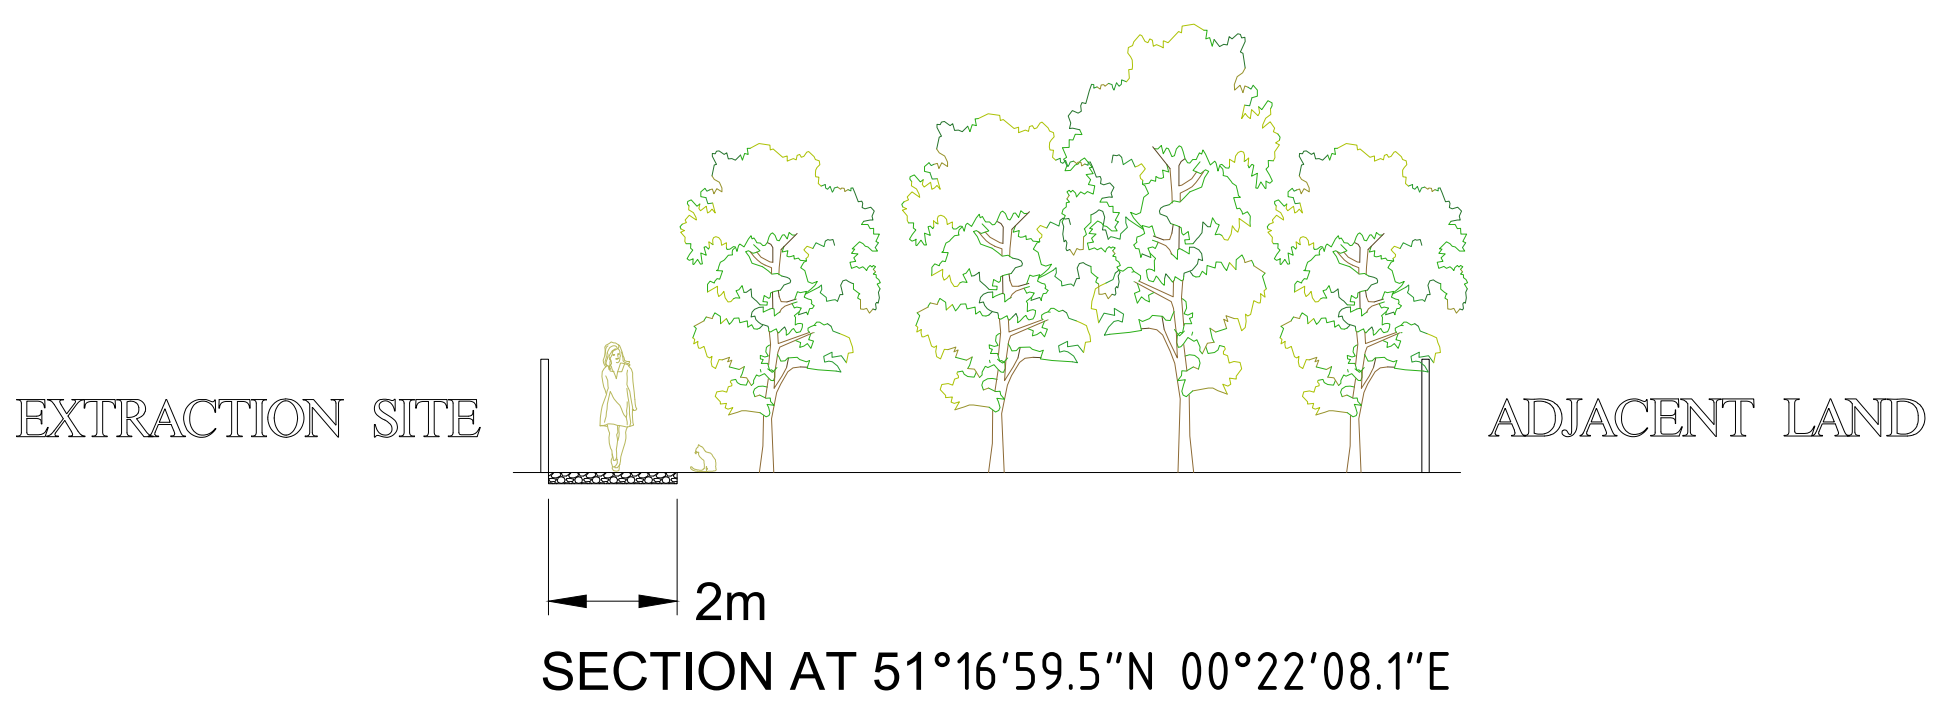 EXTRACTION SITE
ADJACENT LAND
2m
SECTION AT 51°16'59.5"N 00°22'08.1"E